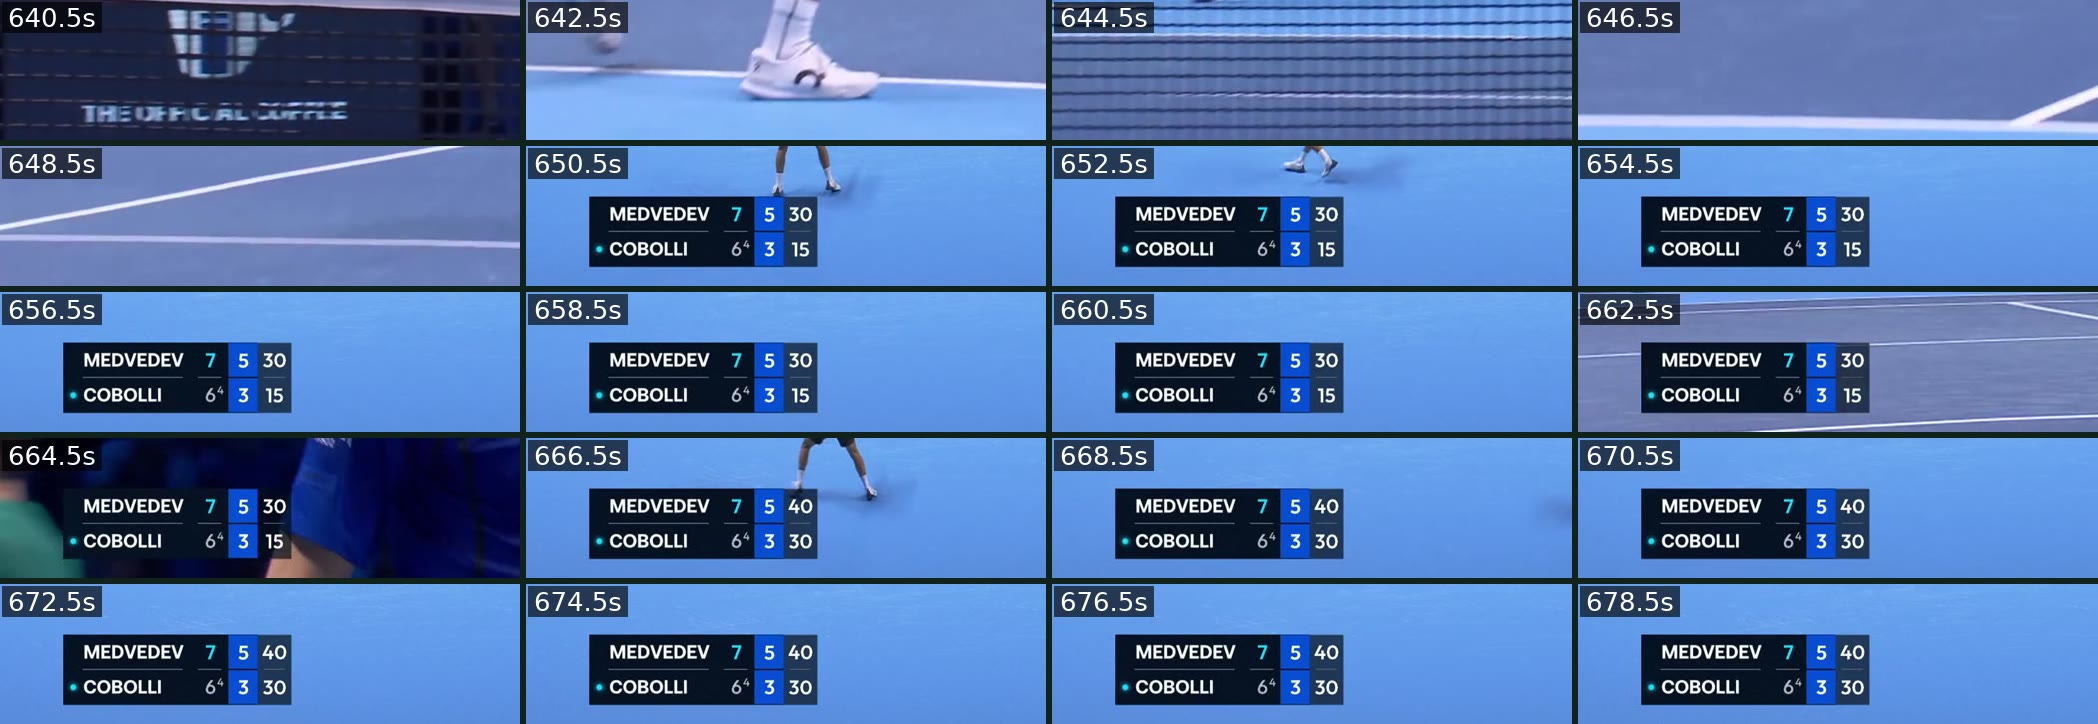 640.5s
THE OFFICIAL COFFEE
642.5s
644.5s
646.5s
648.5s
650.5s
MEDVEDEV 7 5 30
COBOLLI 6⁴ 3 15
652.5s
MEDVEDEV 7 5 30
COBOLLI 6⁴ 3 15
654.5s
MEDVEDEV 7 5 30
COBOLLI 6⁴ 3 15
656.5s
MEDVEDEV 7 5 30
COBOLLI 6⁴ 3 15
658.5s
MEDVEDEV 7 5 30
COBOLLI 6⁴ 3 15
660.5s
MEDVEDEV 7 5 30
COBOLLI 6⁴ 3 15
662.5s
MEDVEDEV 7 5 30
COBOLLI 6⁴ 3 15
664.5s
MEDVEDEV 7 5 30
COBOLLI 6⁴ 3 15
666.5s
MEDVEDEV 7 5 40
COBOLLI 6⁴ 3 30
668.5s
MEDVEDEV 7 5 40
COBOLLI 6⁴ 3 30
670.5s
MEDVEDEV 7 5 40
COBOLLI 6⁴ 3 30
672.5s
MEDVEDEV 7 5 40
COBOLLI 6⁴ 3 30
674.5s
MEDVEDEV 7 5 40
COBOLLI 6⁴ 3 30
676.5s
MEDVEDEV 7 5 40
COBOLLI 6⁴ 3 30
678.5s
MEDVEDEV 7 5 40
COBOLLI 6⁴ 3 30